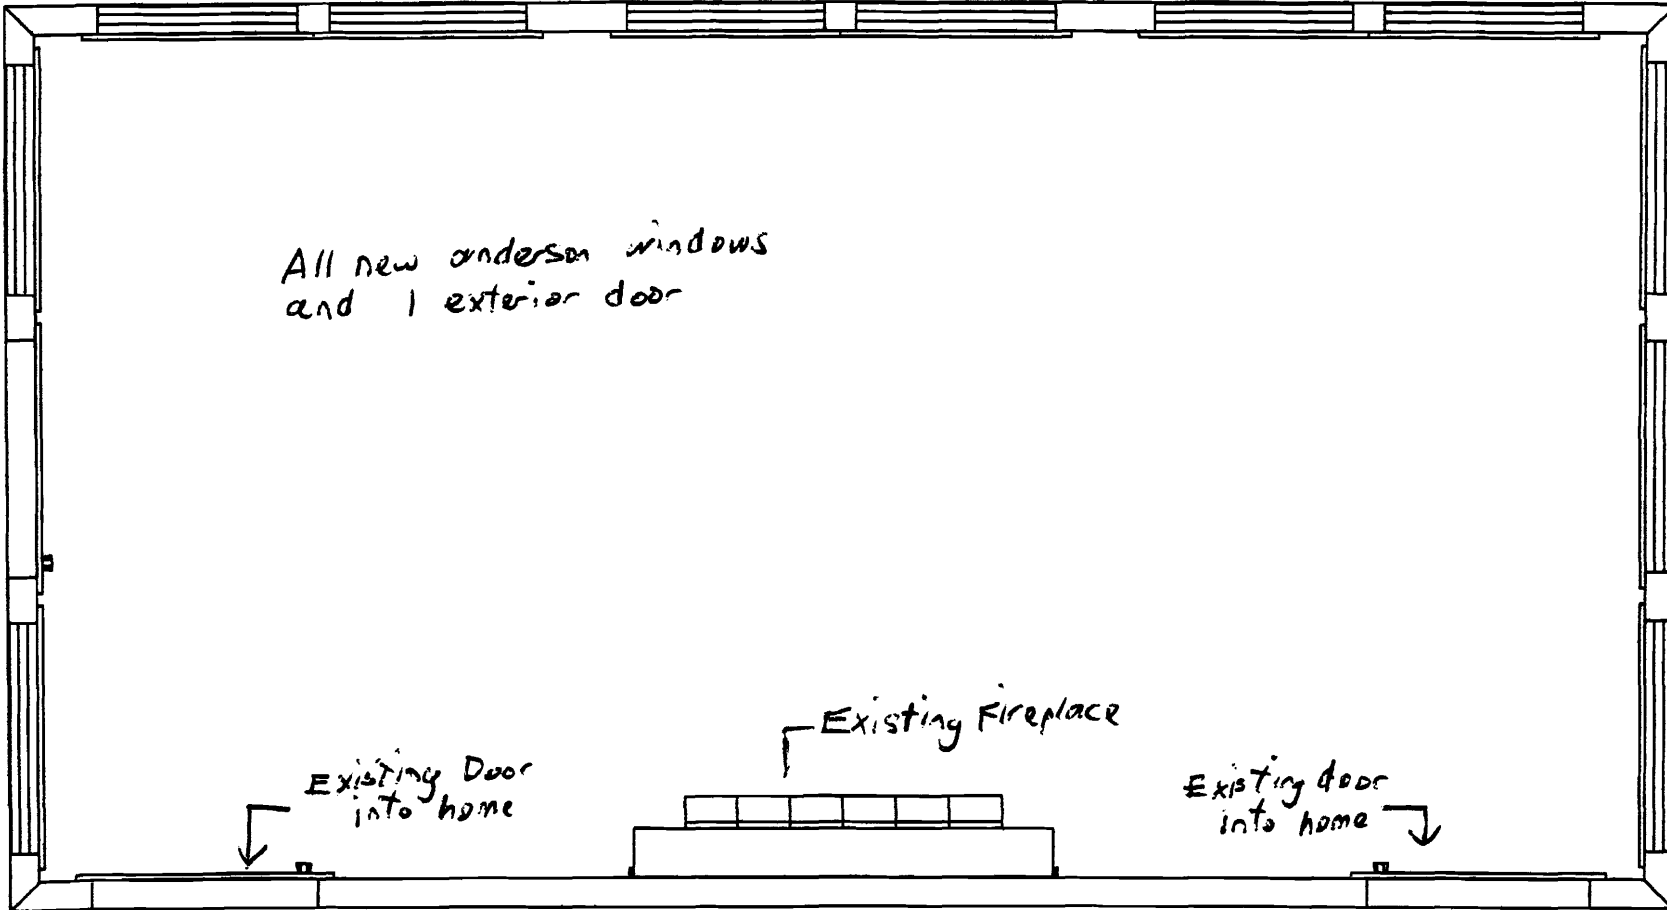 All new anderson windows
and 1 exterior door
Existing Fireplace
Existing Door
into home
Existing door
into home